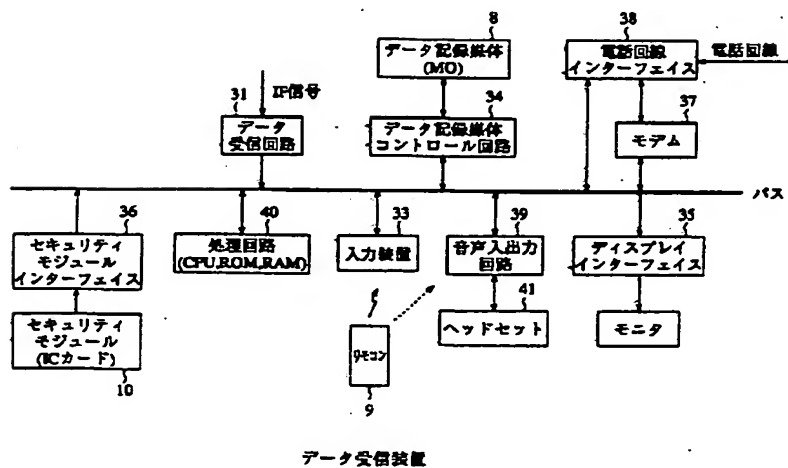 8
データ記録媒体
(MO)
38
電話回線
インターフェイス
電話回線
IF信号
31
データ
受信回路
34
データ記録媒体
コントロール回路
37
モデム
バス
36
セキュリティ
モジュール
インターフェイス
40
処理回路
(CPU,ROM,RAM)
33
入力装置
39
音声入出力
回路
35
ディスプレイ
インターフェイス
セキュリティ
モジュール
(ICカード)
10
リモコン
9
41
ヘッドセット
モニタ
データ受信装置